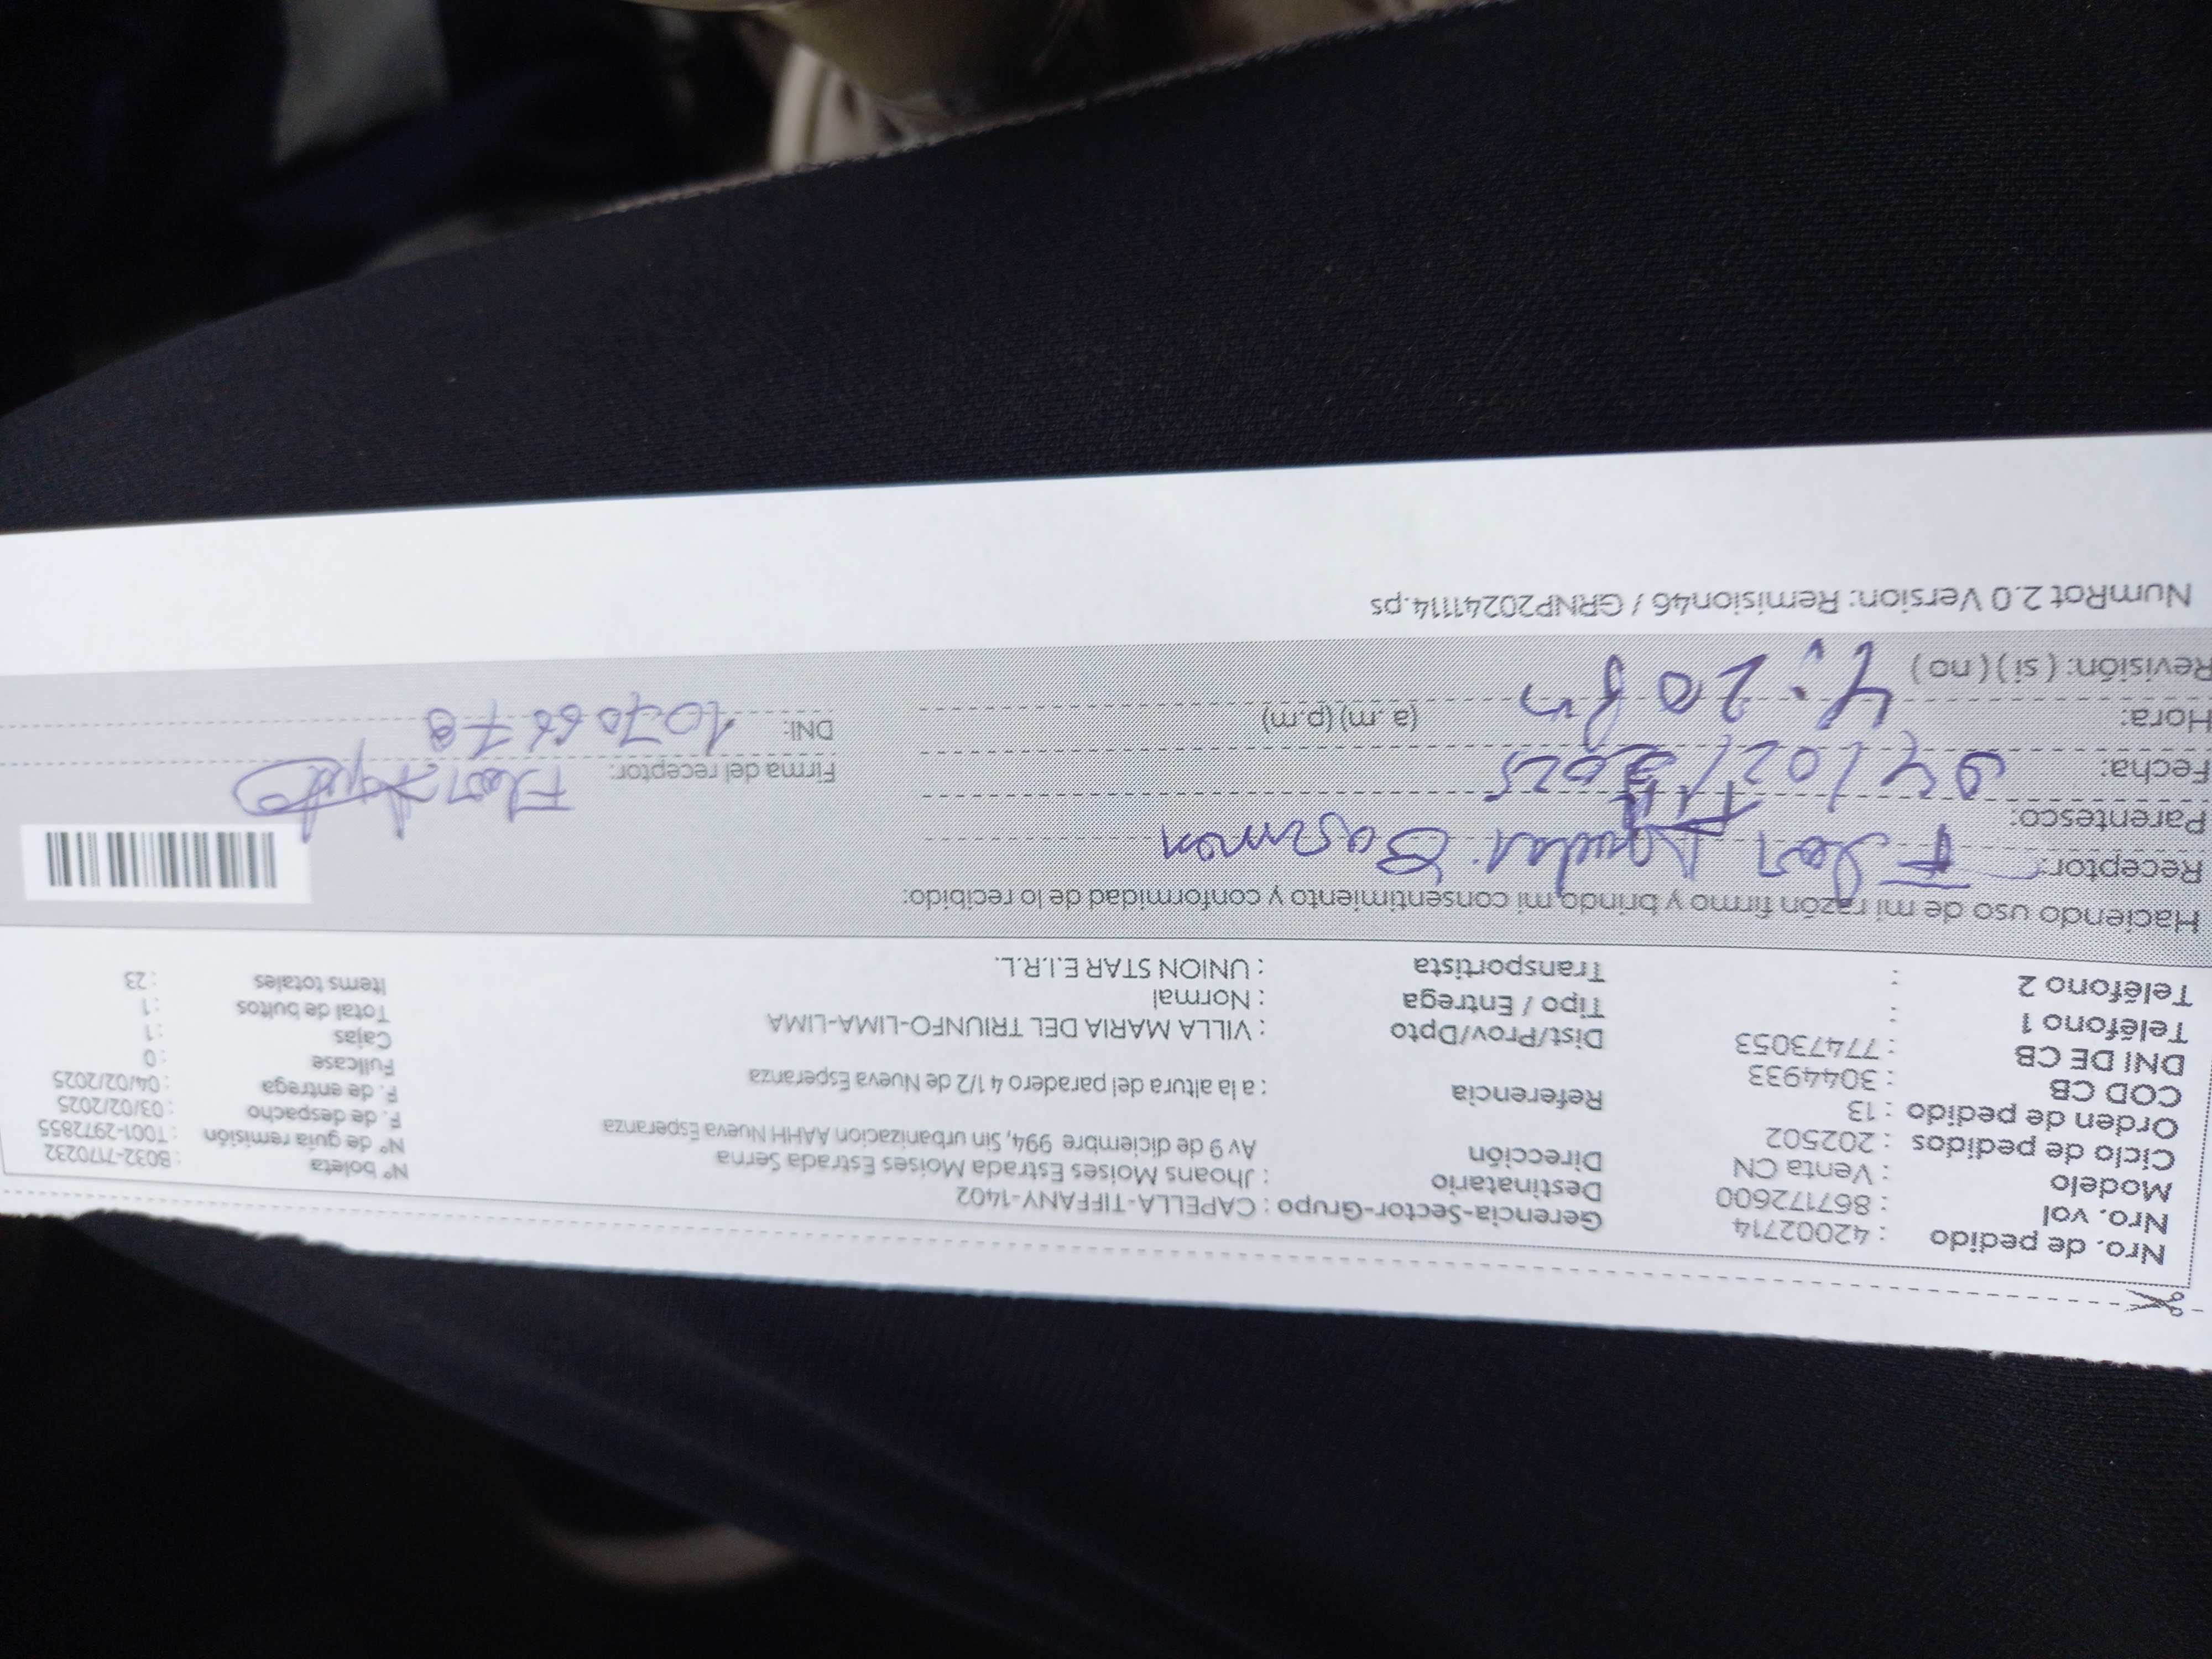 Nro. de pedido : 42002714 Gerencia-Sector-Grupo : CAPELLA-TIFFANY-1402 N° boleta : B032-7170232
Nro. vol : 867172600 Destinatario : Jhoans Moises Estrada Moises Estrada Serna N° de guía remisión : T001-2972855
Modelo : Venta CN Dirección Av 9 de diciembre 994, Sin urbanizacion AAHH Nueva Esperanza F. de despacho : 03/02/2025
Ciclo de pedidos : 202502 Referencia : a la altura del paradero 4 1/2 de Nueva Esperanza F. de entrega : 04/02/2025
Orden de pedido : 13 Dist/Prov/Dpto : VILLA MARIA DEL TRIUNFO-LIMA-LIMA Fullcase : 0
COD CB : 3044933 Tipo / Entrega : Normal Cajas : 1
DNI DE CB : 77473053 Transportista : UNION STAR E.I.R.L. Total de bultos : 1
Teléfono 1 : Items totales : 23
Teléfono 2 :
Haciendo uso de mi razón firmo y brindo mi consentimiento y conformidad de lo recibido:
Receptor: Flor
Parentesco:
Fecha: 04/02/2025 Firma del receptor: Flor
Hora: 4:20 pm (a.m) (p.m) DNI:
Revisión: ( si ) ( no )
NumRot 2.0 Version: Remision46 / GRNP20241114.ps